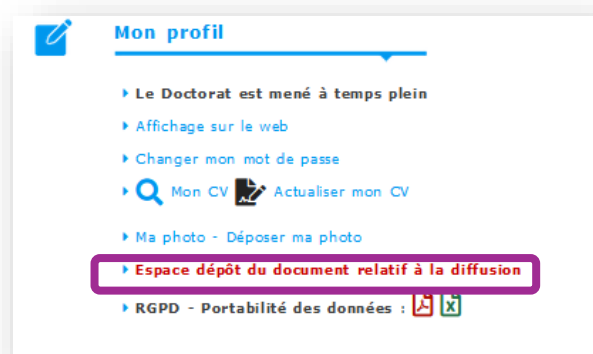 Mon profil
Le Doctorat est mené à temps plein
Affichage sur le web
Changer mon mot de passe
Mon CV Actualiser mon CV
Ma photo - Déposer ma photo
Espace dépôt du document relatif à la diffusion
RGPD - Portabilité des données :